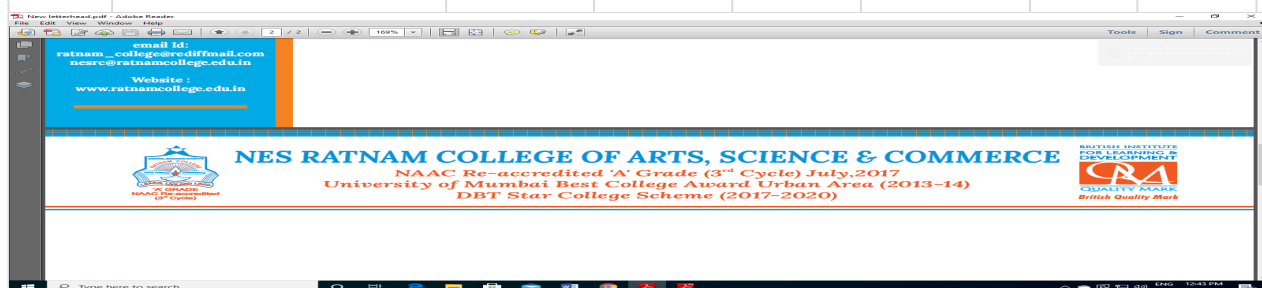 New letterhead.pdf - Adobe Reader
File Edit View Window Help
2 / 2 169% Tools Sign Comment
email Id:
ratnam_college@rediffmail.com
nesrc@ratnamcollege.edu.in
Website :
www.ratnamcollege.edu.in
NES RATNAM COLLEGE OF ARTS, SCIENCE & COMMERCE
NAAC Re-accredited 'A' Grade (3rd Cycle) July,2017
University of Mumbai Best College Award Urban Area (2013-14)
DBT Star College Scheme (2017-2020)
'A' GRADE
NAAC Re-accredited
(3rd Cycle)
BRITISH INSTITUTE
FOR LEARNING &
DEVELOPMENT
QUALITY MARK
British Quality Mark
Type here to search
ENG 12:43 PM